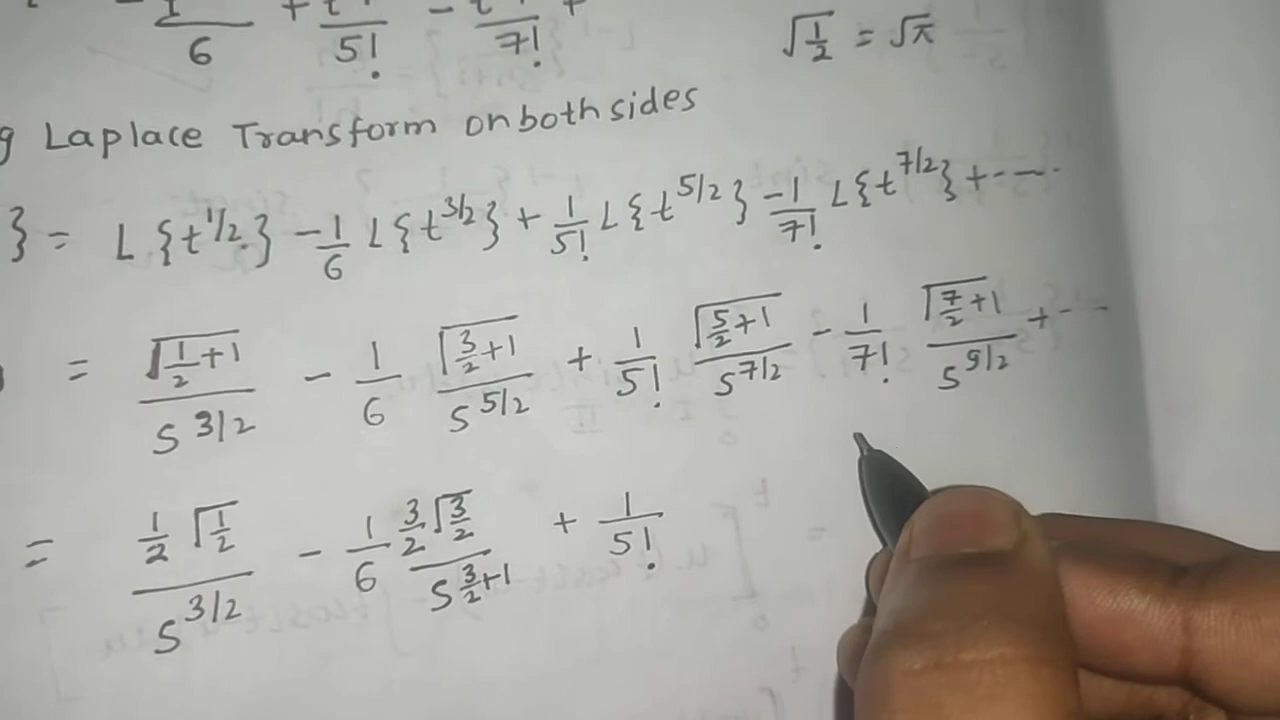 6 + 5! - 7! +
√1/2 = √π
g Laplace Transform on both sides
} = L{t^1/2} - 1/6 L{t^3/2} + 1/5! L{t^5/2} - 1/7! L{t^7/2} + ----
= √(1/2+1)/s^3/2 - 1/6 √(3/2+1)/s^5/2 + 1/5! √(5/2+1)/s^7/2 - 1/7! √(7/2+1)/s^9/2 + ---
= 1/2 √1/2 / s^3/2 - 1/6 3/2 √3/2 / s^(3/2+1) + 1/5!